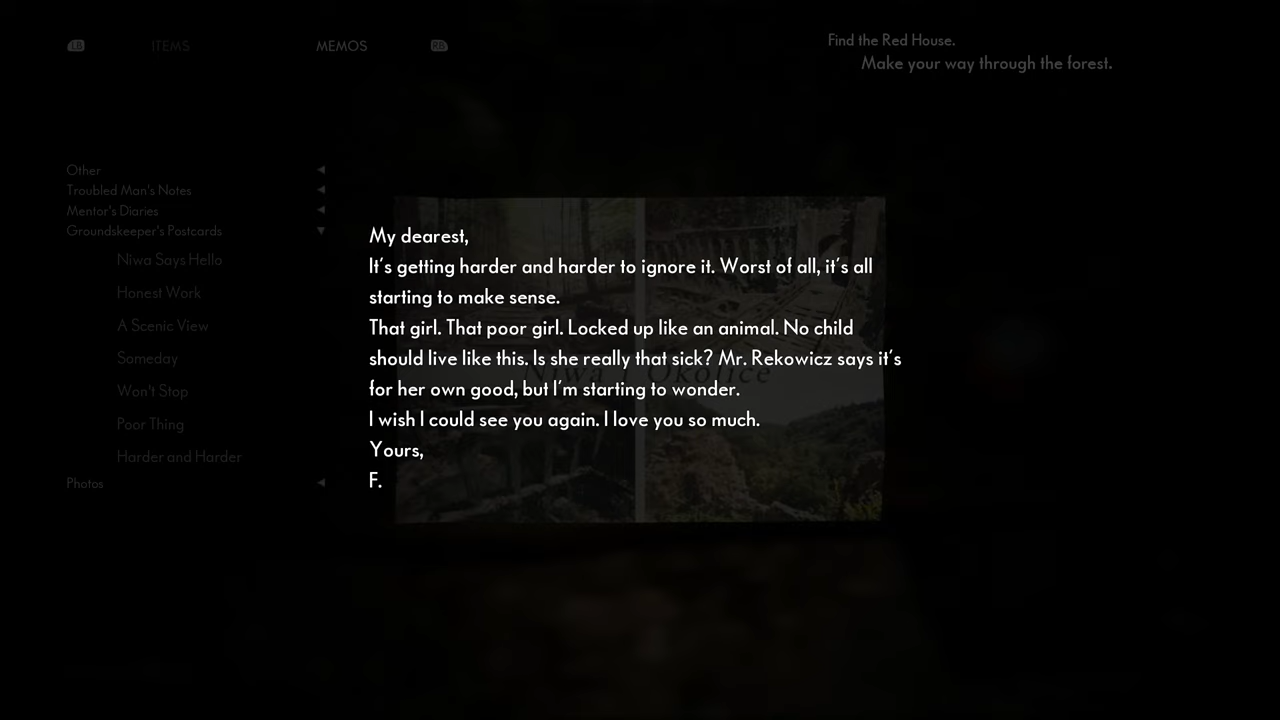 LB
ITEMS
MEMOS
RB
Find the Red House.
Make your way through the forest.
Other
Troubled Man's Notes
Mentor's Diaries
Groundskeeper's Postcards
Niwa Says Hello
Honest Work
A Scenic View
Someday
Won't Stop
Poor Thing
Harder and Harder
Photos
My dearest,
It's getting harder and harder to ignore it. Worst of all, it's all
starting to make sense.
That girl. That poor girl. Locked up like an animal. No child
should live like this. Is she really that sick? Mr. Rekowicz says it's
for her own good, but I'm starting to wonder.
I wish I could see you again. I love you so much.
Yours,
F.
Niwa i Okolice